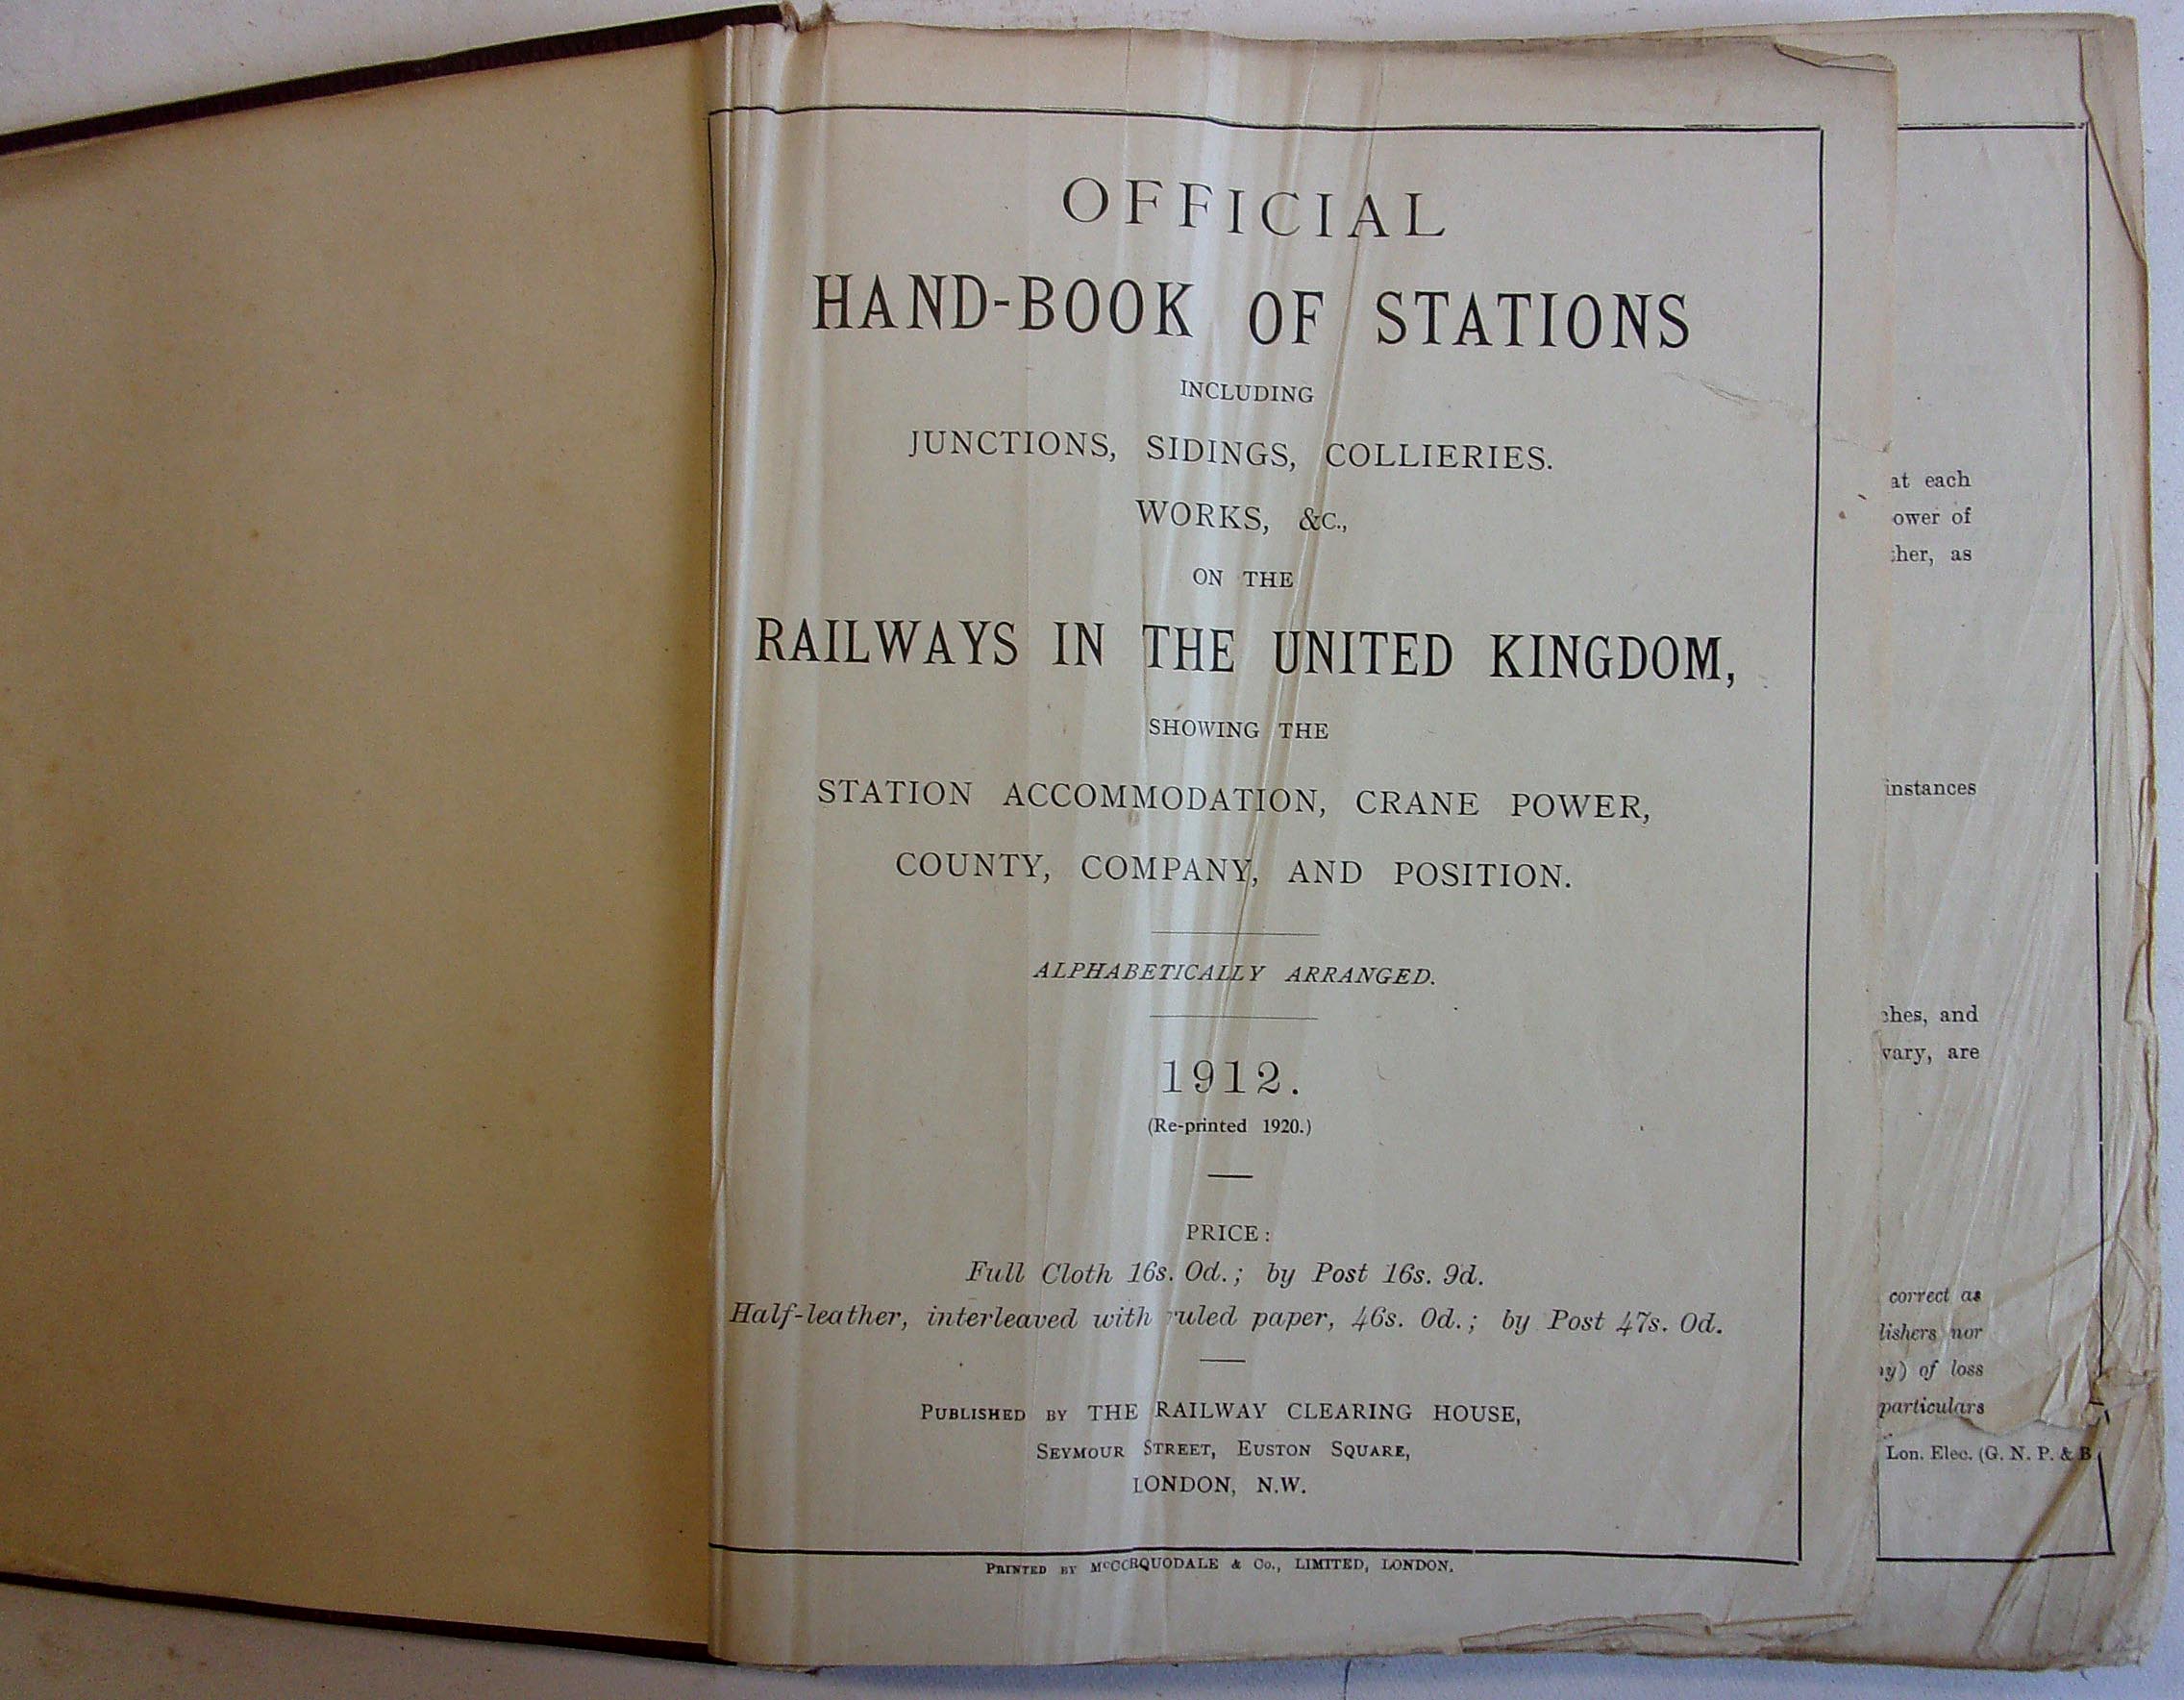 OFFICIAL
HAND-BOOK OF STATIONS
INCLUDING
JUNCTIONS, SIDINGS, COLLIERIES.
WORKS, &C.,
ON THE
RAILWAYS IN THE UNITED KINGDOM,
SHOWING THE
STATION ACCOMMODATION, CRANE POWER,
COUNTY, COMPANY, AND POSITION.
ALPHABETICALLY ARRANGED.
1912.
(Re-printed 1920.)
PRICE:
Full Cloth 16s. 0d.; by Post 16s. 9d.
Half-leather, interleaved with ruled paper, 46s. 0d.; by Post 47s. 0d.
PUBLISHED BY THE RAILWAY CLEARING HOUSE,
SEYMOUR STREET, EUSTON SQUARE,
LONDON, N.W.
PRINTED BY McCORQUODALE & Co., LIMITED, LONDON.
at each
of
as
instances
and
vary, are
correct as
nor
of loss
particulars
Lon. Elec. (G. N. P. & B